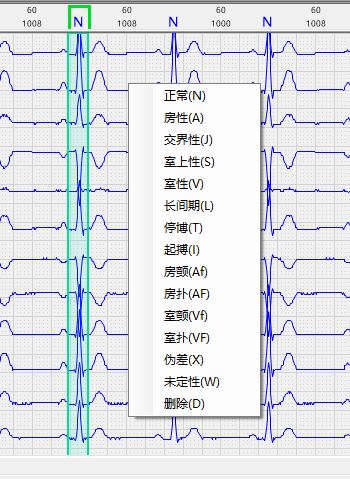 60 60 60 60
1008 N 1008 N 1000 N 1008
正常(N)
房性(A)
交界性(J)
室上性(S)
室性(V)
长间期(L)
停博(T)
起搏(I)
房颤(Af)
房扑(AF)
室颤(Vf)
室扑(VF)
伪差(X)
未定性(W)
删除(D)